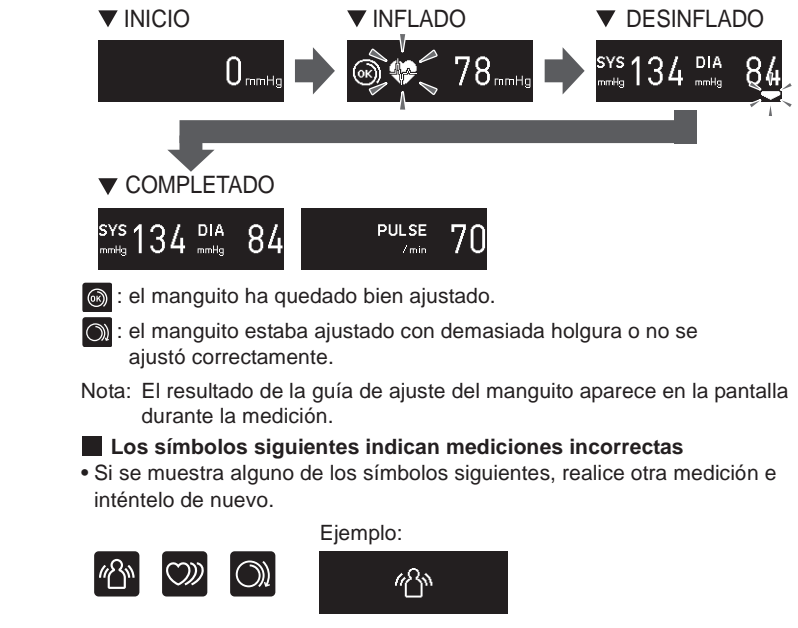 ▼ INICIO ▼ INFLADO ▼ DESINFLADO
0 mmHg OK 78 mmHg SYS mmHg 134 DIA mmHg 84
▼ COMPLETADO
SYS mmHg 134 DIA mmHg 84 PULSE /min 70
OK : el manguito ha quedado bien ajustado.
: el manguito estaba ajustado con demasiada holgura o no se
ajustó correctamente.
Nota: El resultado de la guía de ajuste del manguito aparece en la pantalla
durante la medición.
■ Los símbolos siguientes indican mediciones incorrectas
• Si se muestra alguno de los símbolos siguientes, realice otra medición e
inténtelo de nuevo.
Ejemplo: